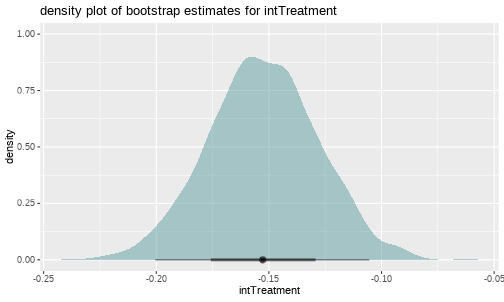 density plot of bootstrap estimates for intTreatment
1.00
0.75
0.50
0.25
0.00
density
-0.25 -0.20 -0.15 -0.10 -0.05
intTreatment